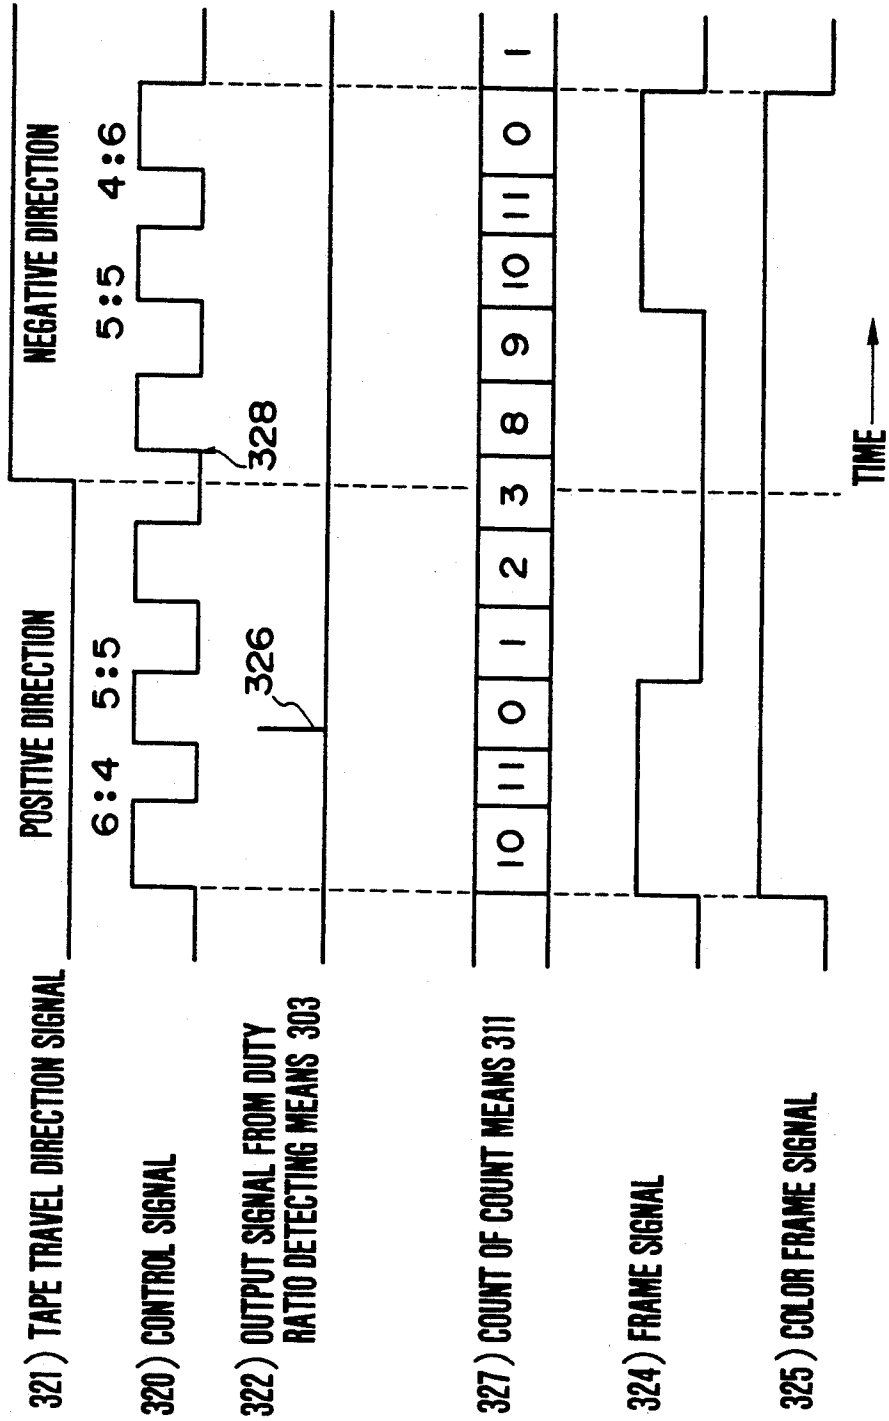 321) TAPE TRAVEL DIRECTION SIGNAL
POSITIVE DIRECTION
NEGATIVE DIRECTION
320) CONTROL SIGNAL
6:4
5:5
5:5
4:6
328
322) OUTPUT SIGNAL FROM DUTY
RATIO DETECTING MEANS 303
326
327) COUNT OF COUNT MEANS 311
10 11 0 1 2 3 8 9 10 11 0 1
324) FRAME SIGNAL
325) COLOR FRAME SIGNAL
TIME